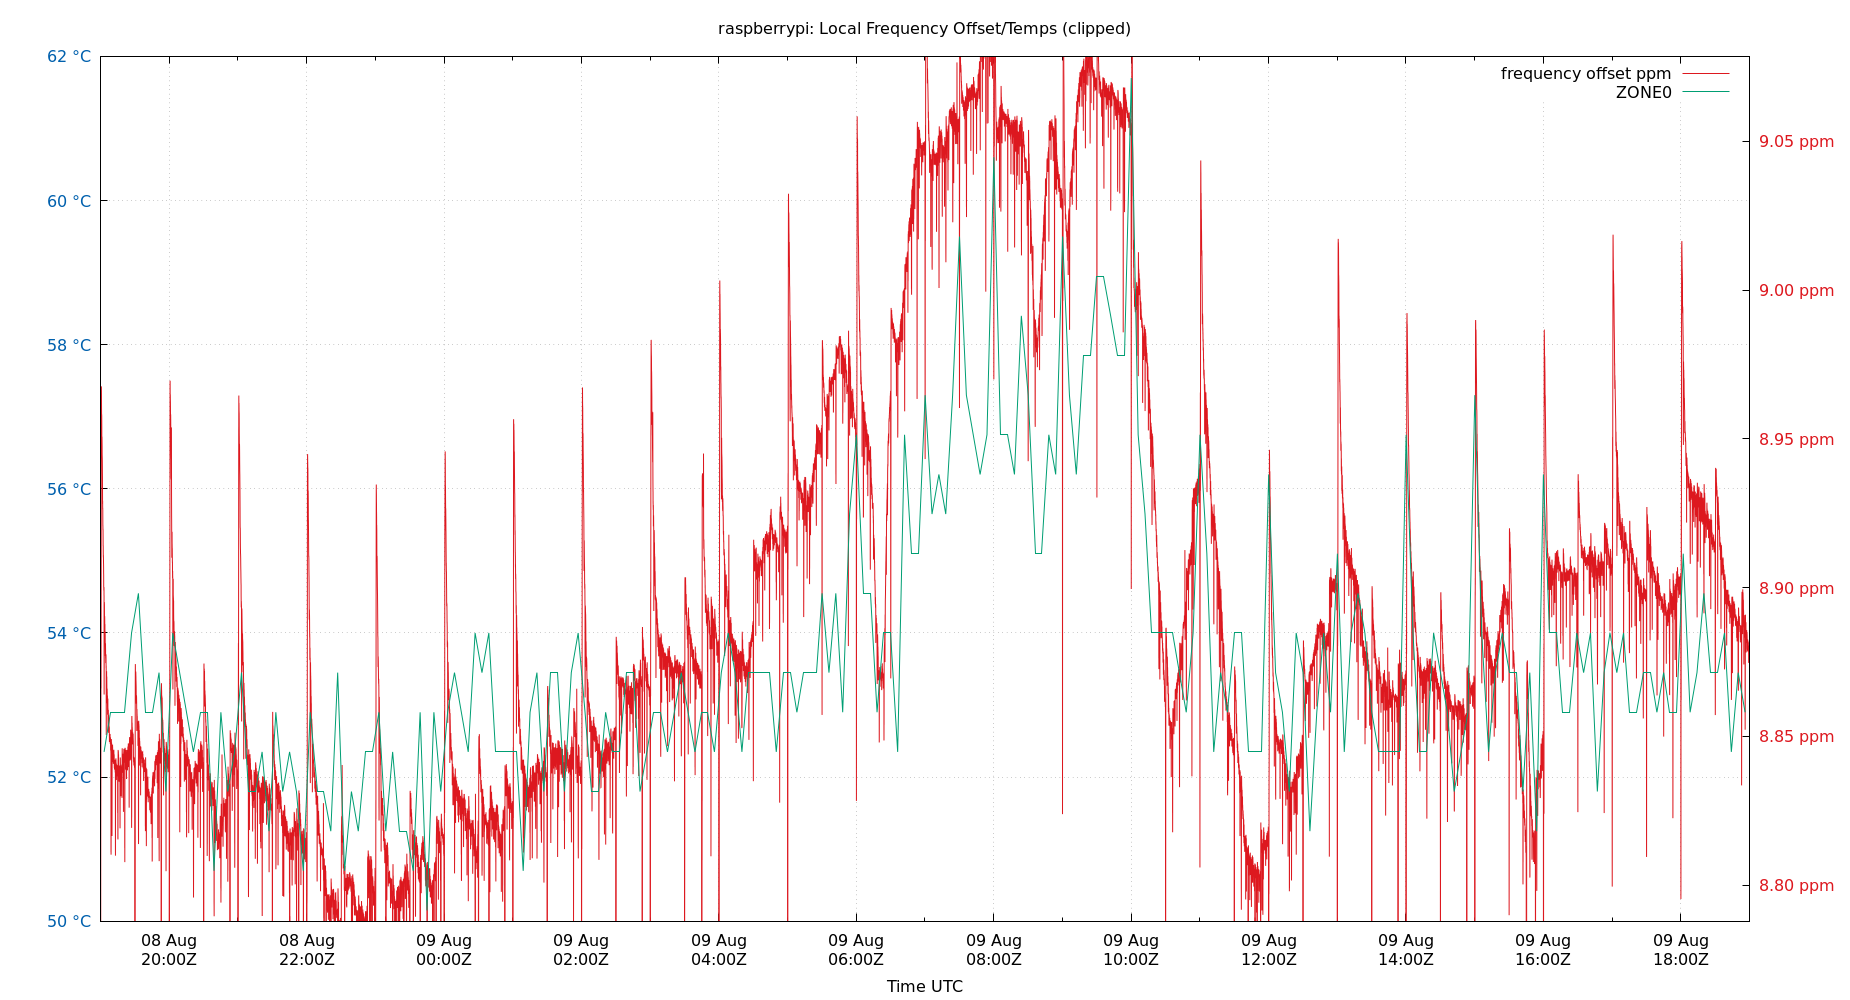 raspberrypi: Local Frequency Offset/Temps (clipped)
frequency offset ppm
ZONE0
62 °C
60 °C
58 °C
56 °C
54 °C
52 °C
50 °C
9.05 ppm
9.00 ppm
8.95 ppm
8.90 ppm
8.85 ppm
8.80 ppm
08 Aug
20:00Z
08 Aug
22:00Z
09 Aug
00:00Z
09 Aug
02:00Z
09 Aug
04:00Z
09 Aug
06:00Z
09 Aug
08:00Z
09 Aug
10:00Z
09 Aug
12:00Z
09 Aug
14:00Z
09 Aug
16:00Z
09 Aug
18:00Z
Time UTC